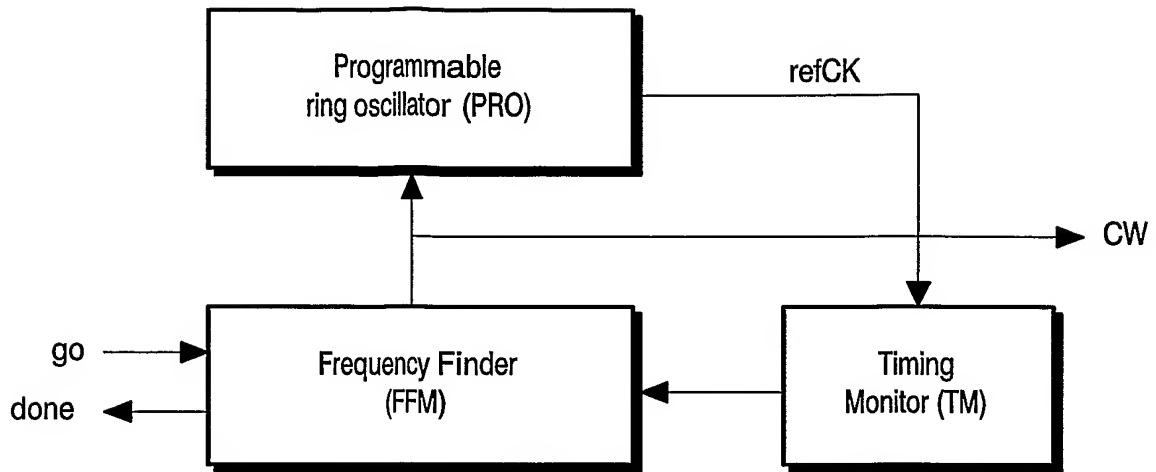 Programmable
ring oscillator (PRO)
refCK
CW
go
done
Frequency Finder
(FFM)
Timing
Monitor (TM)